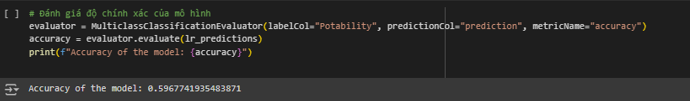 [ ] # Đánh giá độ chính xác của mô hình
evaluator = MulticlassClassificationEvaluator(labelCol="Potability", predictionCol="prediction", metricName="accuracy")
accuracy = evaluator.evaluate(lr_predictions)
print(f"Accuracy of the model: {accuracy}")
Accuracy of the model: 0.5967741935483871